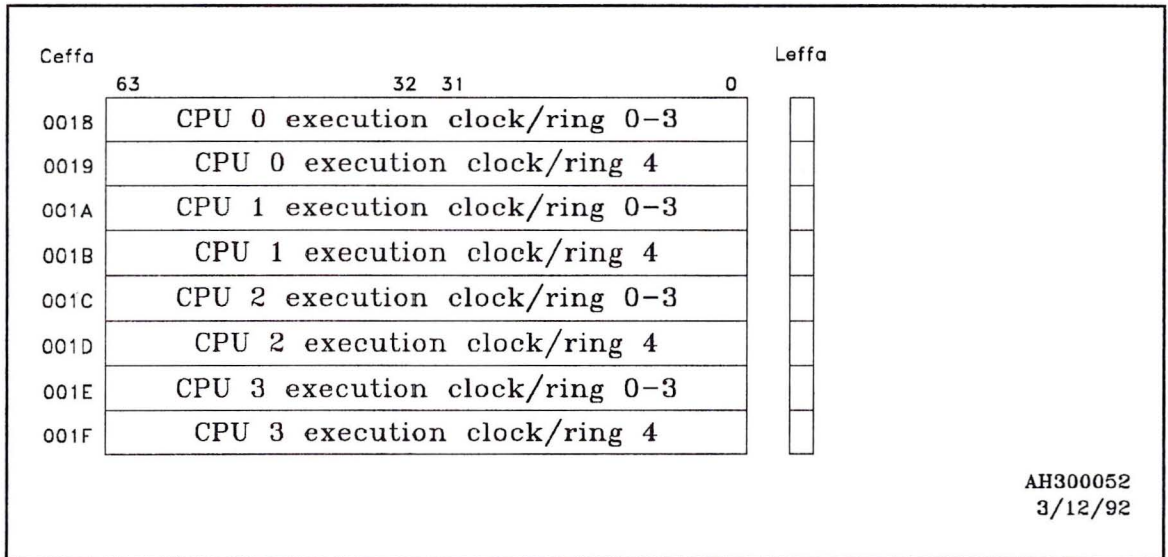 Ceffa
Leffa
63 32 31 0
0018 CPU 0 execution clock/ring 0-3
0019 CPU 0 execution clock/ring 4
001A CPU 1 execution clock/ring 0-3
001B CPU 1 execution clock/ring 4
001C CPU 2 execution clock/ring 0-3
001D CPU 2 execution clock/ring 4
001E CPU 3 execution clock/ring 0-3
001F CPU 3 execution clock/ring 4
AH300052
3/12/92